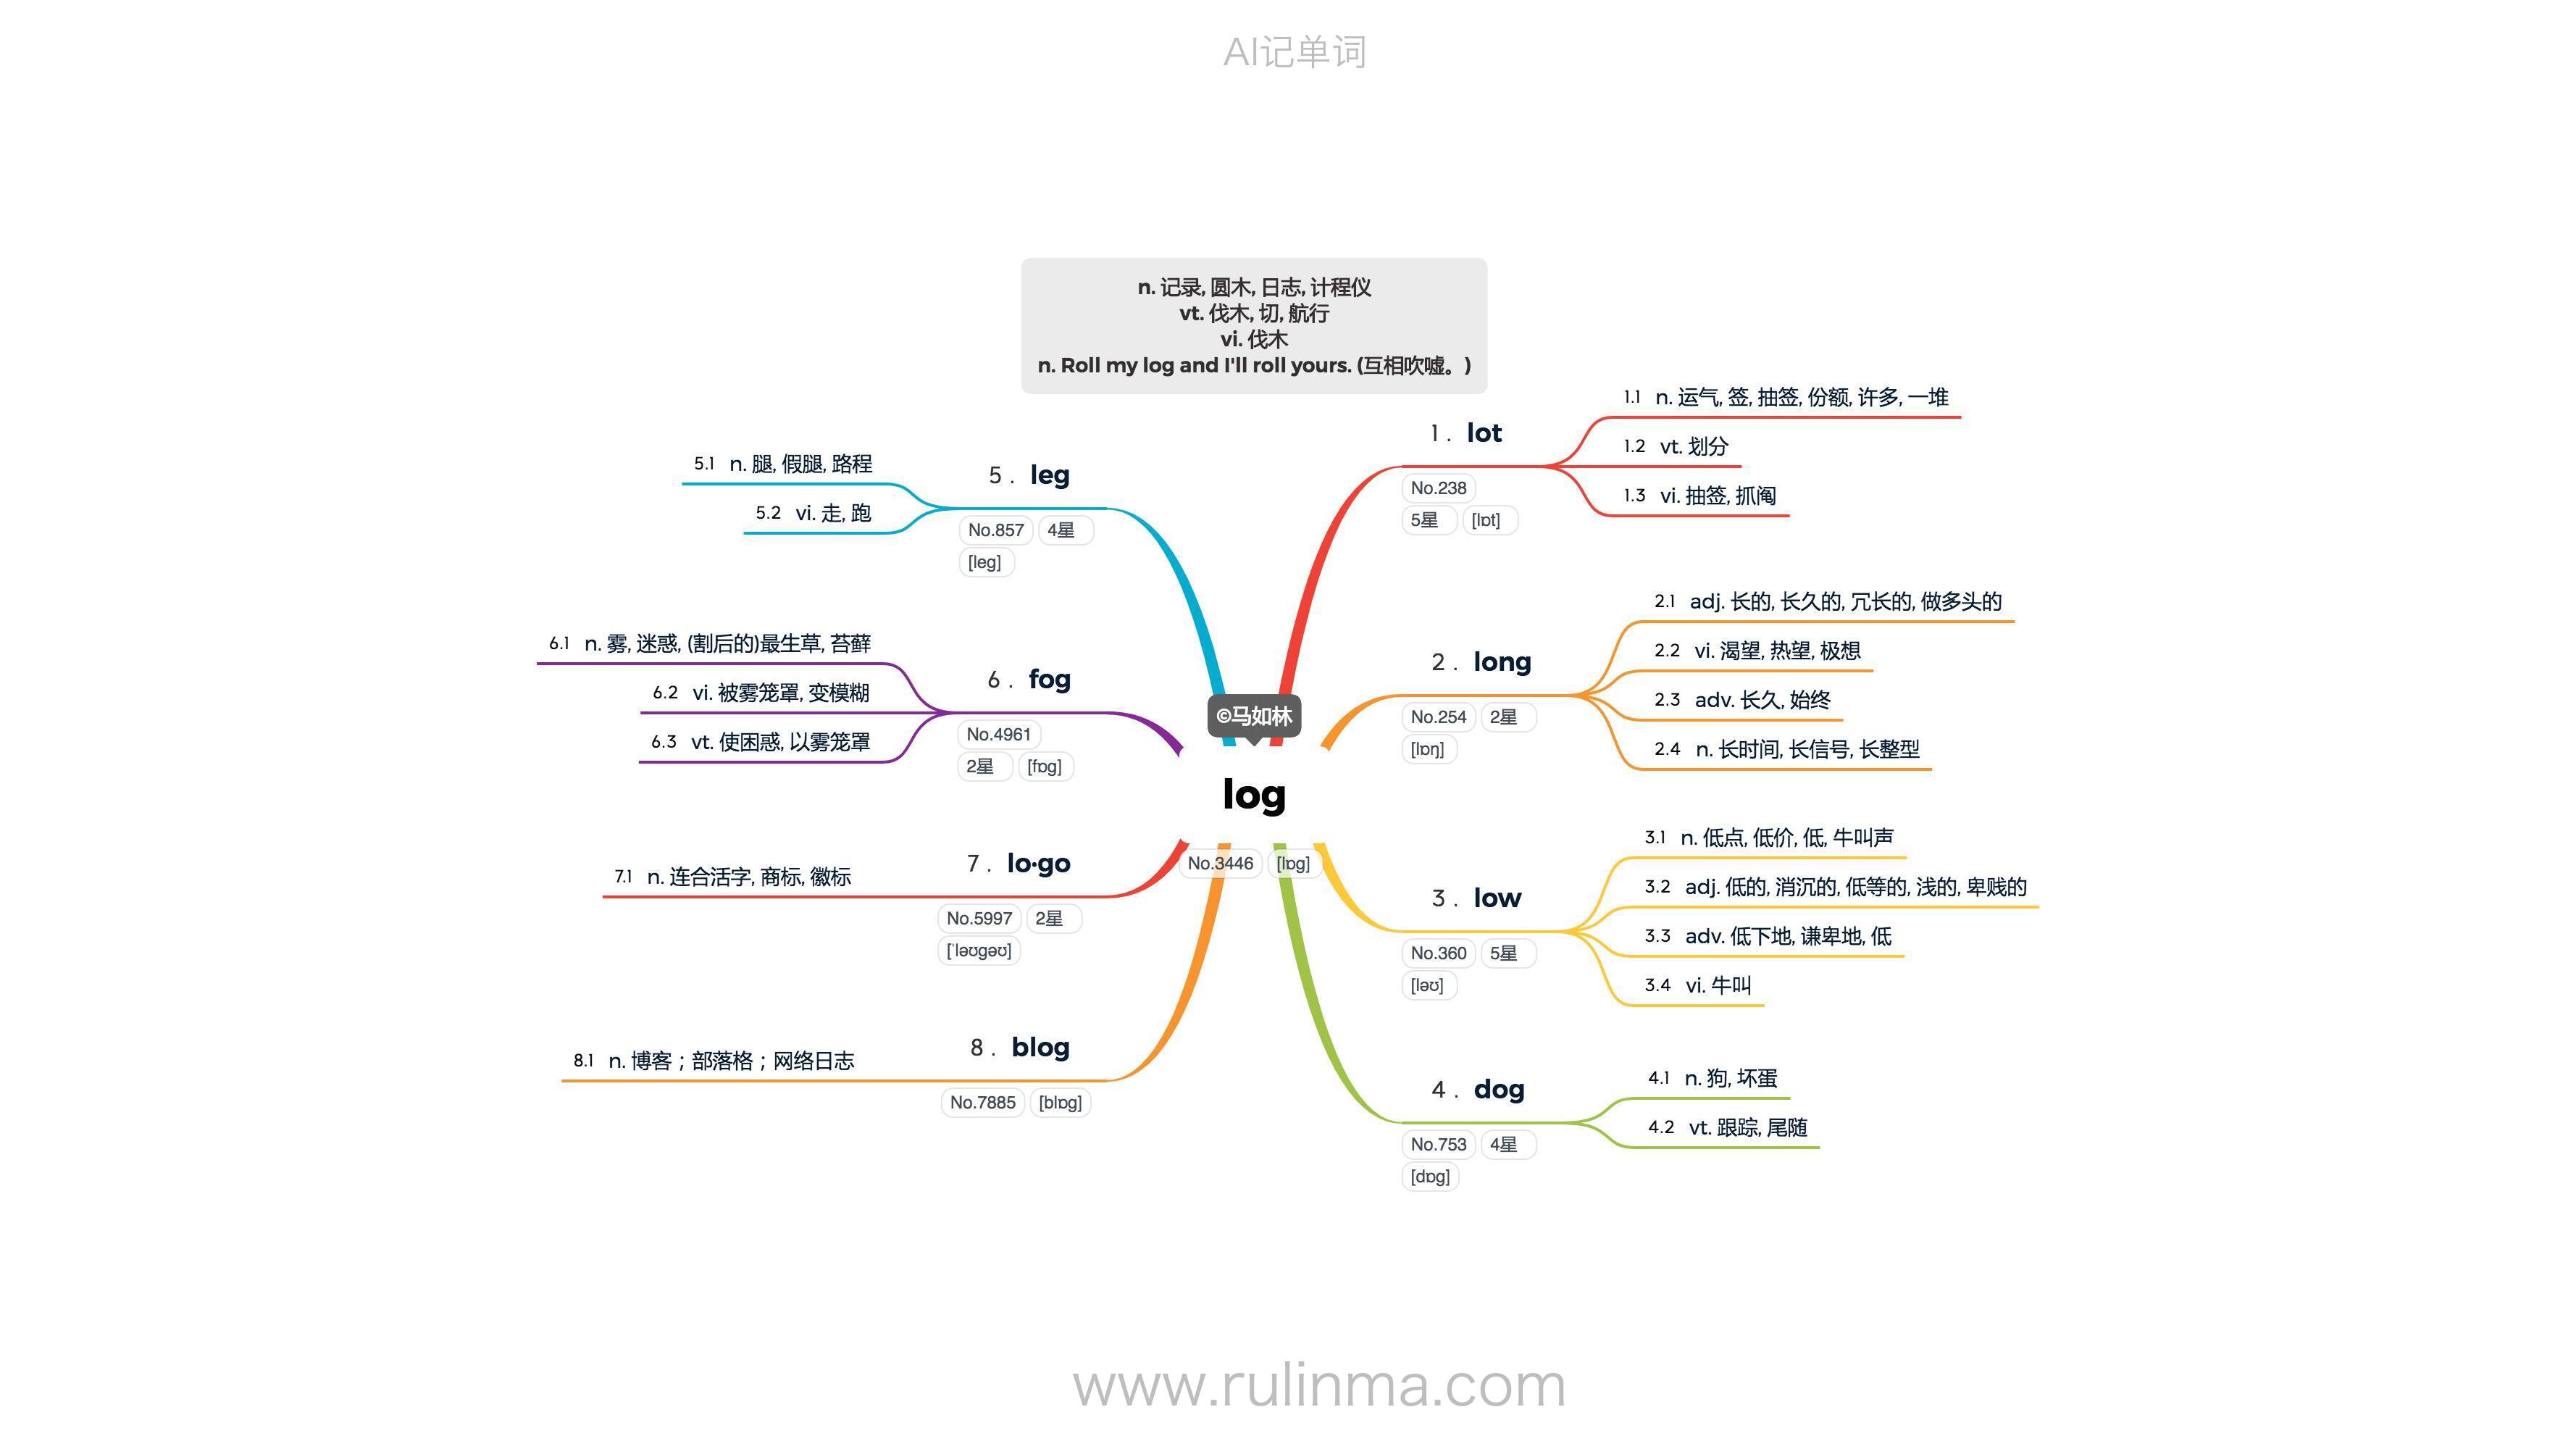 AI记单词
n. 记录, 圆木, 日志, 计程仪
vt. 伐木, 切, 航行
vi. 伐木
n. Roll my log and I'll roll yours. (互相吹嘘。)
©马如林
log
No.3446 [lɒg]
1 . lot
No.238
5星 [lɒt]
1.1 n. 运气, 签, 抽签, 份额, 许多, 一堆
1.2 vt. 划分
1.3 vi. 抽签, 抓阄
2 . long
No.254 2星
[lɒŋ]
2.1 adj. 长的, 长久的, 冗长的, 做多头的
2.2 vi. 渴望, 热望, 极想
2.3 adv. 长久, 始终
2.4 n. 长时间, 长信号, 长整型
3 . low
No.360 5星
[ləʊ]
3.1 n. 低点, 低价, 低, 牛叫声
3.2 adj. 低的, 消沉的, 低等的, 浅的, 卑贱的
3.3 adv. 低下地, 谦卑地, 低
3.4 vi. 牛叫
4 . dog
No.753 4星
[dɒg]
4.1 n. 狗, 坏蛋
4.2 vt. 跟踪, 尾随
5 . leg
No.857 4星
[leg]
5.1 n. 腿, 假腿, 路程
5.2 vi. 走, 跑
6 . fog
No.4961
2星 [fɒg]
6.1 n. 雾, 迷惑, (割后的)最生草, 苔藓
6.2 vi. 被雾笼罩, 变模糊
6.3 vt. 使困惑, 以雾笼罩
7 . lo·go
No.5997 2星
[ˈləʊgəʊ]
7.1 n. 连合活字, 商标, 徽标
8 . blog
No.7885 [blɒg]
8.1 n. 博客；部落格；网络日志
www.rulinma.com